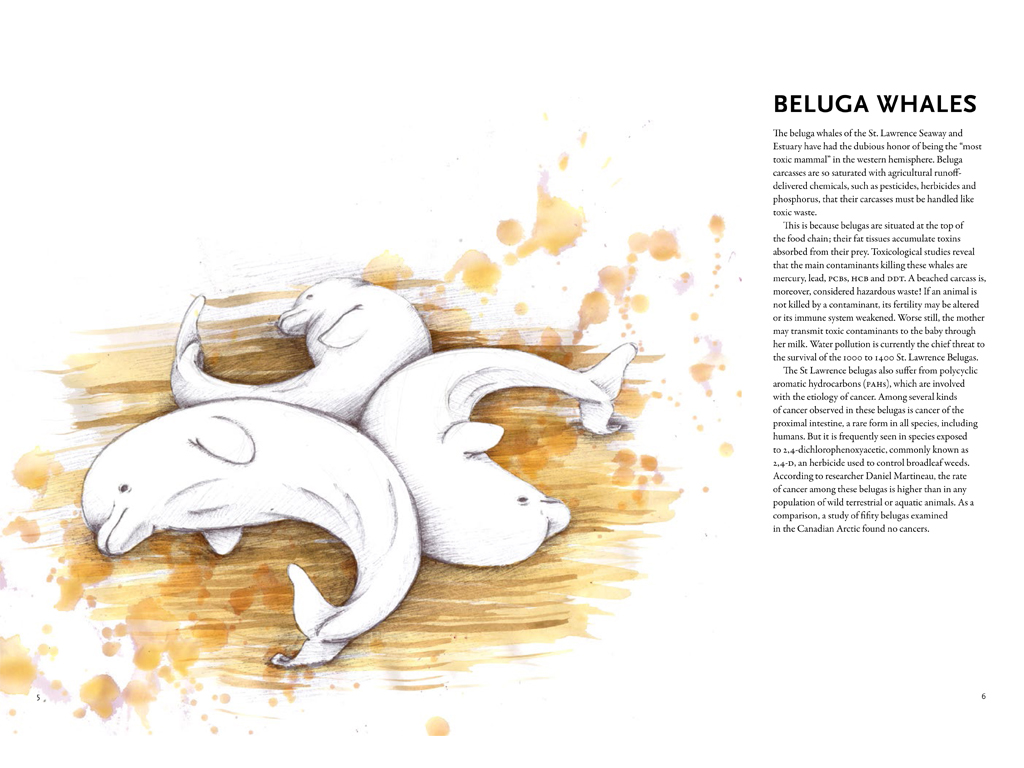 BELUGA WHALES
The beluga whales of the St. Lawrence Seaway and
Estuary have had the dubious honor of being the "most
toxic mammal" in the western hemisphere. Beluga
carcasses are so saturated with agricultural runoff-
delivered chemicals, such as pesticides, herbicides and
phosphorus, that their carcasses must be handled like
toxic waste.
This is because belugas are situated at the top of
the food chain; their fat tissues accumulate toxins
absorbed from their prey. Toxicological studies reveal
that the main contaminants killing these whales are
mercury, lead, PCBs, HCB and DDT. A beached carcass is,
moreover, considered hazardous waste! If an animal is
not killed by a contaminant, its fertility may be altered
or its immune system weakened. Worse still, the mother
may transmit toxic contaminants to the baby through
her milk. Water pollution is currently the chief threat to
the survival of the 1000 to 1400 St. Lawrence Belugas.
The St Lawrence belugas also suffer from polycyclic
aromatic hydrocarbons (PAHs), which are involved
with the etiology of cancer. Among several kinds
of cancer observed in these belugas is cancer of the
proximal intestine, a rare form in all species, including
humans. But it is frequently seen in species exposed
to 2,4-dichlorophenoxyacetic, commonly known as
2,4-D, an herbicide used to control broadleaf weeds.
According to researcher Daniel Martineau, the rate
of cancer among these belugas is higher than in any
population of wild terrestrial or aquatic animals. As a
comparison, a study of fifity belugas examined
in the Canadian Arctic found no cancers.
5
6